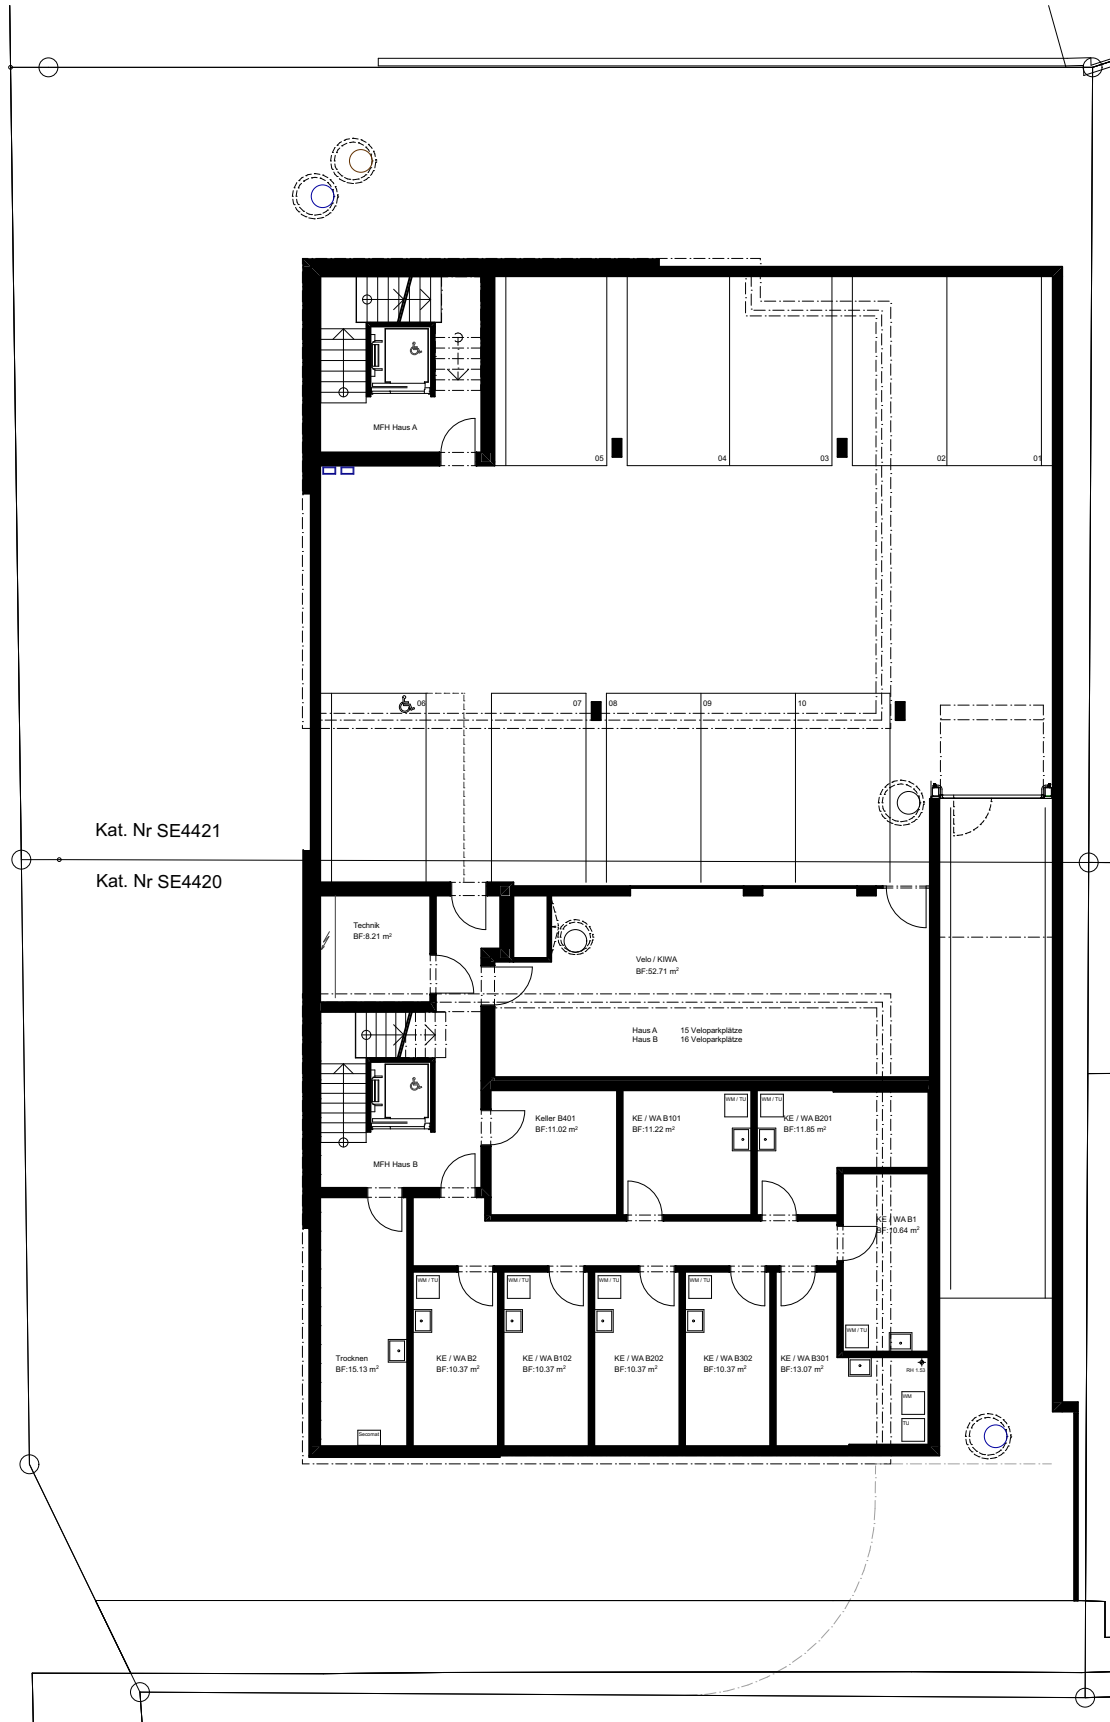 MFH Haus A
05
04
03
02
01
06
07
08
09
10
Kat. Nr SE4421
Kat. Nr SE4420
Technik
BF:8.21 m²
Velo / KIWA
BF:52.71 m²
Haus A 15 Veloparkplätze
Haus B 16 Veloparkplätze
MFH Haus B
Keller B401
BF:11.02 m²
WM / TU
KE / WA B101
BF:11.22 m²
WM / TU
KE / WA B201
BF:11.85 m²
KE / WA B1
BF:10.64 m²
WM / TU
Trocknen
BF:15.13 m²
Secomat
WM / TU
KE / WA B2
BF:10.37 m²
WM / TU
KE / WA B102
BF:10.37 m²
WM / TU
KE / WA B202
BF:10.37 m²
WM / TU
KE / WA B302
BF:10.37 m²
KE / WA B301
BF:13.07 m²
RH 1.53
WM
TU